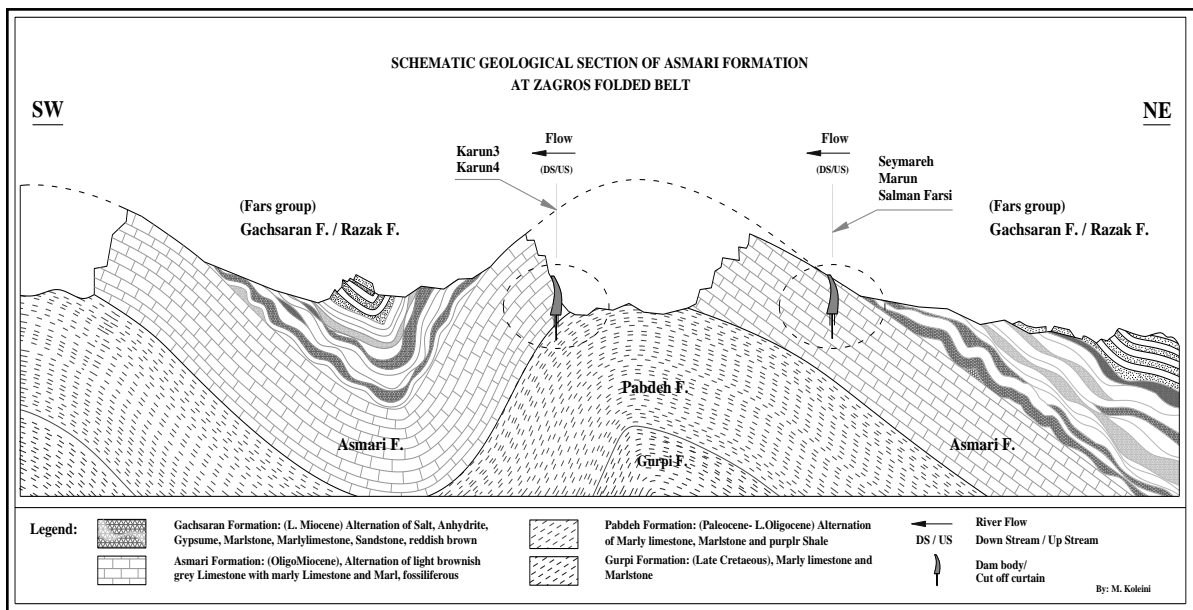 SCHEMATIC GEOLOGICAL SECTION OF ASMARI FORMATION
AT ZAGROS FOLDED BELT
SW
NE
Flow
(DS/US)
Karun3
Karun4
Flow
(DS/US)
Seymareh
Marun
Salman Farsi
(Fars group)
Gachsaran F. / Razak F.
(Fars group)
Gachsaran F. / Razak F.
Pabdeh F.
Asmari F.
Gurpi F.
Asmari F.
Legend:
Gachsaran Formation: (L. Miocene) Alternation of Salt, Anhydrite,
Gypsume, Marlstone, Marlylimestone, Sandstone, reddish brown
Asmari Formation: (OligoMiocene), Alternation of light brownish
grey Limestone with marly Limestone and Marl, fossiliferous
Pabdeh Formation: (Paleocene- L.Oligocene) Alternation
of Marly limestone, Marlstone and purplr Shale
Gurpi Formation: (Late Cretaeous), Marly limestone and
Marlstone
River Flow
DS / US Down Stream / Up Stream
Dam body/
Cut off curtain
By: M. Koleini